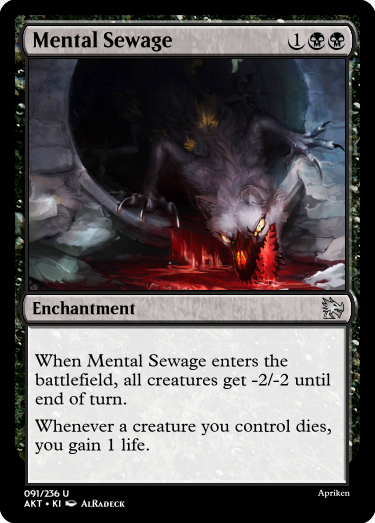 Mental Sewage 1
Enchantment
When Mental Sewage enters the
battlefield, all creatures get -2/-2 until
end of turn.
Whenever a creature you control dies,
you gain 1 life.
091/236 U
Apriken
AKT • KI ALRADECK